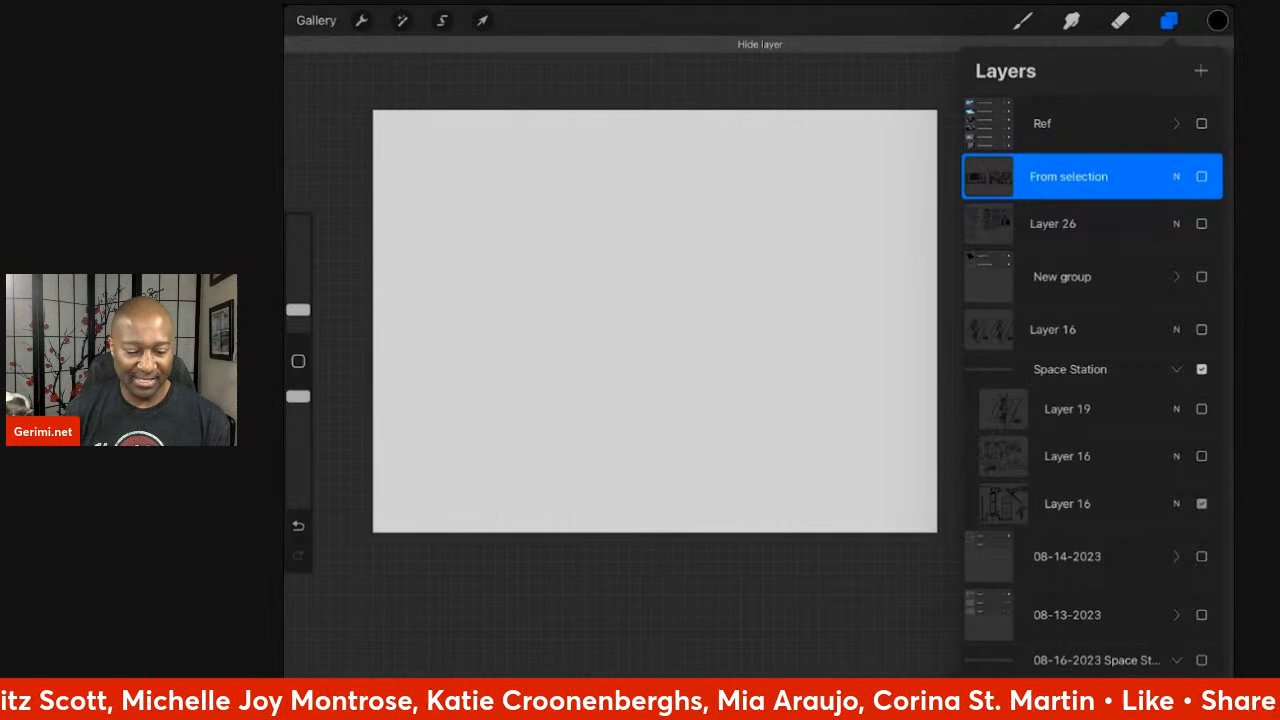 Gallery
Hide layer
Layers
Ref
From selection N
Layer 26 N
New group
Layer 16 N
Space Station
Layer 19 N
Layer 16 N
Layer 16 N
08-14-2023
08-13-2023
08-16-2023 Space St...
Gerimi.net
itz Scott, Michelle Joy Montrose, Katie Croonenberghs, Mia Araujo, Corina St. Martin • Like • Share